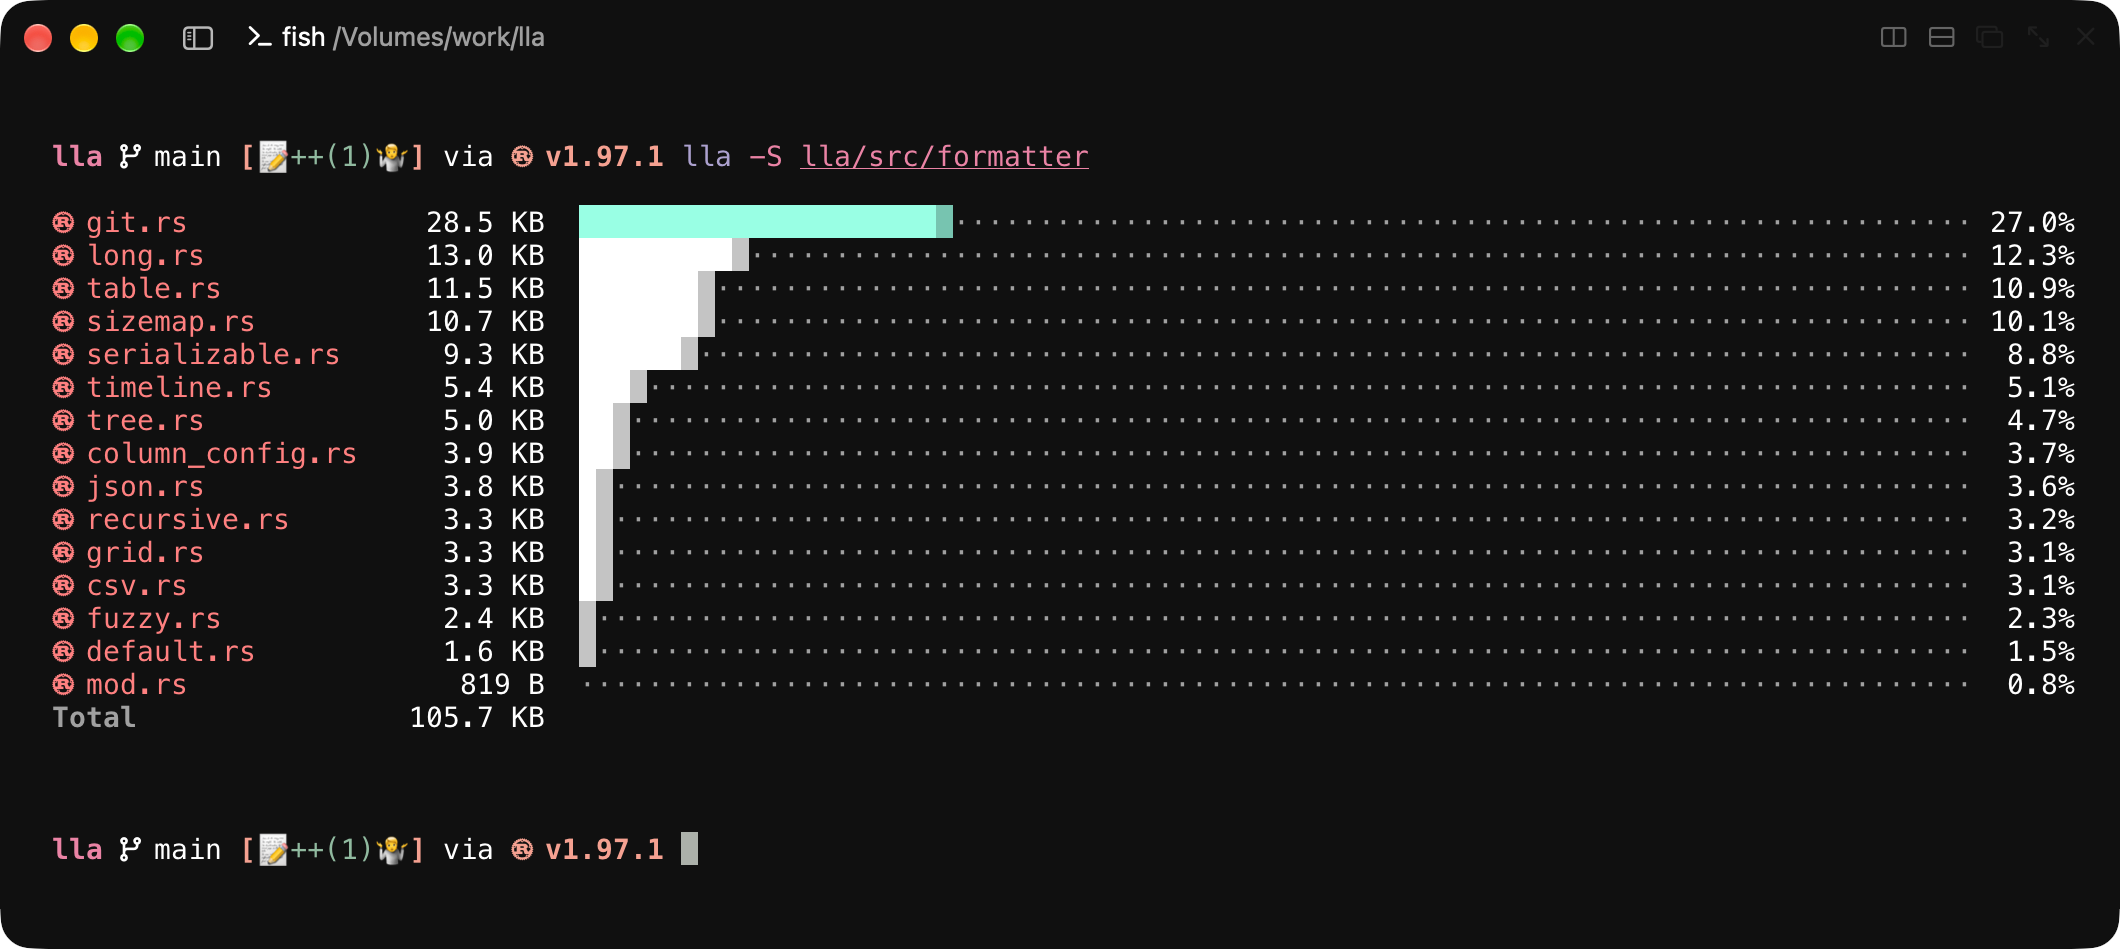 fish /Volumes/work/lla
lla main [📝++(1)🤷] via v1.97.1 lla -S lla/src/formatter
git.rs 28.5 KB 27.0%
long.rs 13.0 KB 12.3%
table.rs 11.5 KB 10.9%
sizemap.rs 10.7 KB 10.1%
serializable.rs 9.3 KB 8.8%
timeline.rs 5.4 KB 5.1%
tree.rs 5.0 KB 4.7%
column_config.rs 3.9 KB 3.7%
json.rs 3.8 KB 3.6%
recursive.rs 3.3 KB 3.2%
grid.rs 3.3 KB 3.1%
csv.rs 3.3 KB 3.1%
fuzzy.rs 2.4 KB 2.3%
default.rs 1.6 KB 1.5%
mod.rs 819 B 0.8%
Total 105.7 KB
lla main [📝++(1)🤷] via v1.97.1